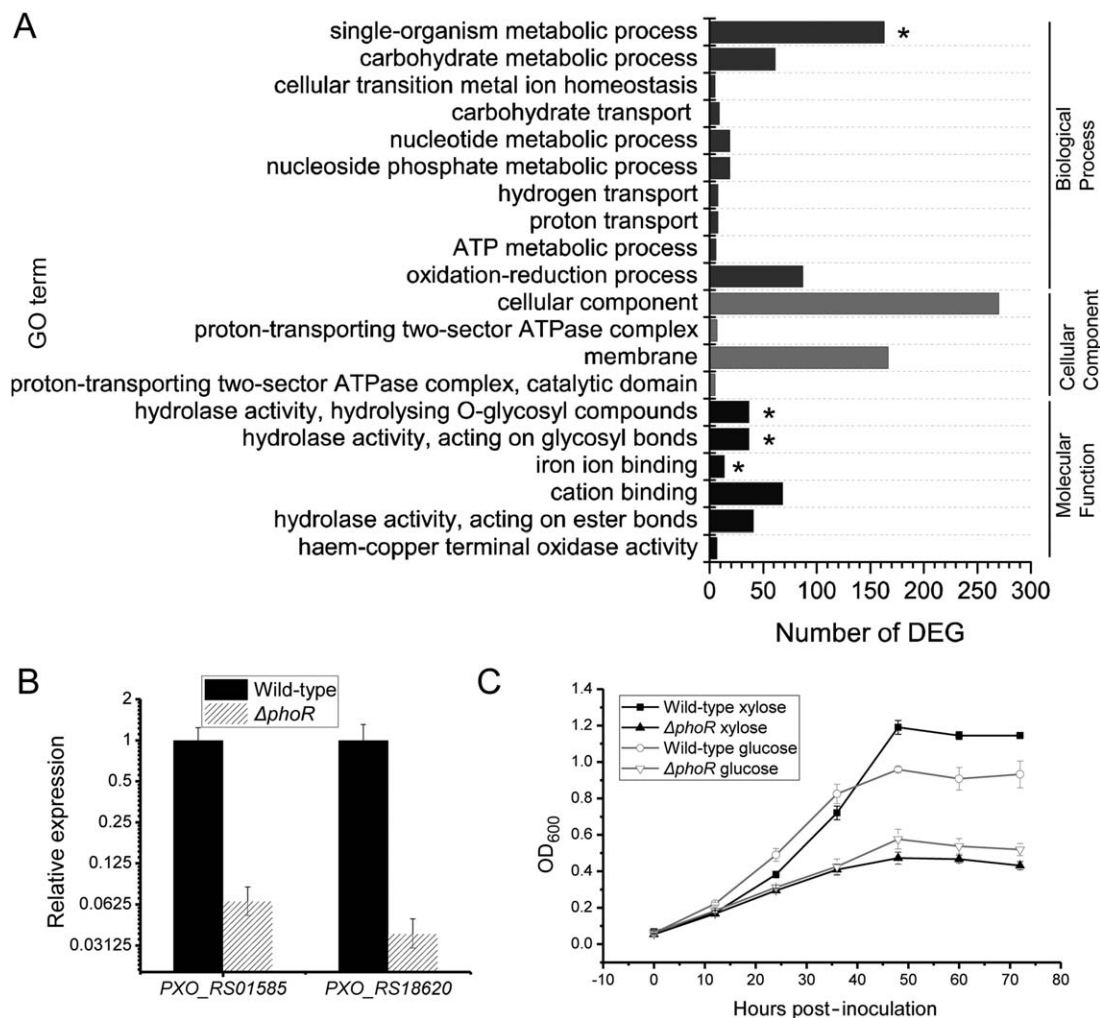 A
GO term
single-organism metabolic process
*
carbohydrate metabolic process
cellular transition metal ion homeostasis
carbohydrate transport
nucleotide metabolic process
nucleoside phosphate metabolic process
hydrogen transport
proton transport
ATP metabolic process
oxidation-reduction process
cellular component
proton-transporting two-sector ATPase complex
membrane
proton-transporting two-sector ATPase complex, catalytic domain
hydrolase activity, hydrolysing O-glycosyl compounds
*
hydrolase activity, acting on glycosyl bonds
*
iron ion binding
*
cation binding
hydrolase activity, acting on ester bonds
haem-copper terminal oxidase activity
Biological
Process
Cellular
Component
Molecular
Function
0 50 100 150 200 250 300
Number of DEG
B
Wild-type
ΔphoR
Relative expression
2
1
0.5
0.25
0.125
0.0625
0.03125
PXO_RS01585 PXO_RS18620
C
Wild-type xylose
ΔphoR xylose
Wild-type glucose
ΔphoR glucose
OD600
1.4
1.2
1.0
0.8
0.6
0.4
0.2
0.0
-10 0 10 20 30 40 50 60 70 80
Hours post-inoculation